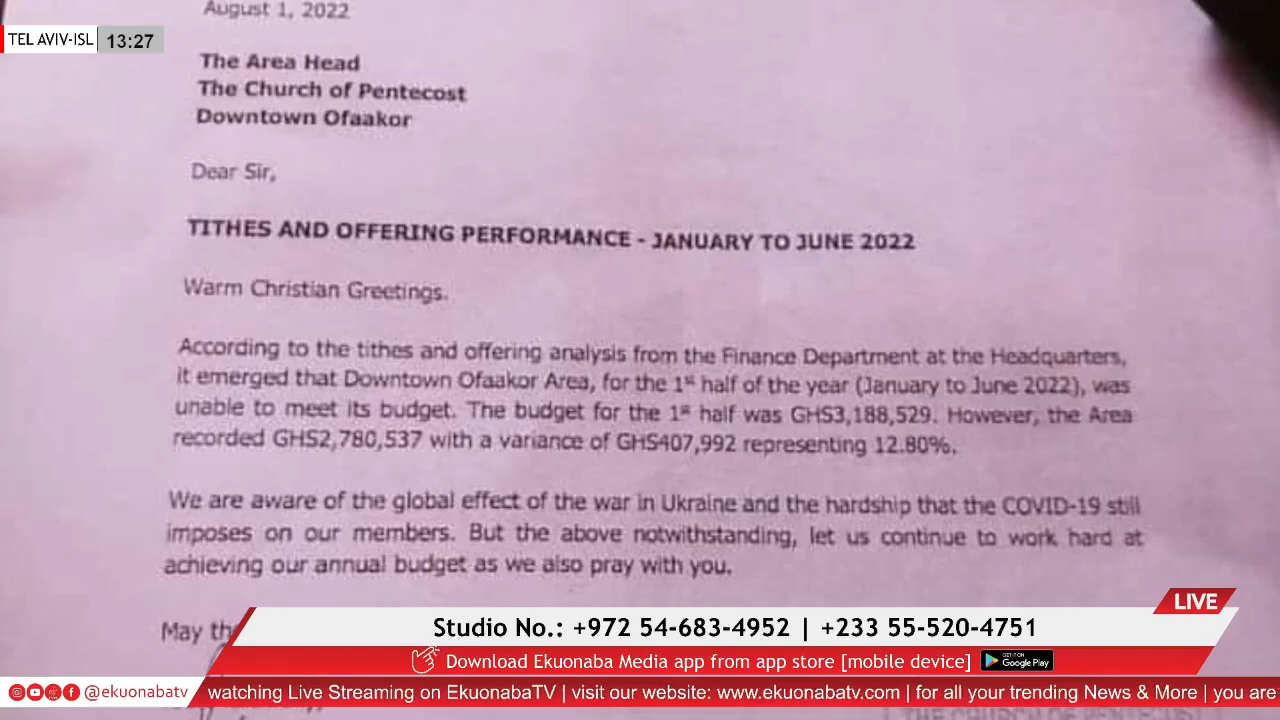 August 1, 2022
TEL AVIV-ISL 13:27
The Area Head
The Church of Pentecost
Downtown Ofaakor
Dear Sir,
TITHES AND OFFERING PERFORMANCE - JANUARY TO JUNE 2022
Warm Christian Greetings.
According to the tithes and offering analysis from the Finance Department at the Headquarters,
it emerged that Downtown Ofaakor Area, for the 1st half of the year (January to June 2022), was
unable to meet its budget. The budget for the 1st half was GHS3,188,529. However, the Area
recorded GHS2,780,537 with a variance of GHS407,992 representing 12.80%.
We are aware of the global effect of the war in Ukraine and the hardship that the COVID-19 still
imposes on our members. But the above notwithstanding, let us continue to work hard at
achieving our annual budget as we also pray with you.
May
LIVE
Studio No.: +972 54-683-4952 | +233 55-520-4751
Download Ekuonaba Media app from app store [mobile device] GET IT ON Google Play
@ekuonabatv watching Live Streaming on EkuonabaTV | visit our website: www.ekuonabatv.com | for all your trending News & More | you are